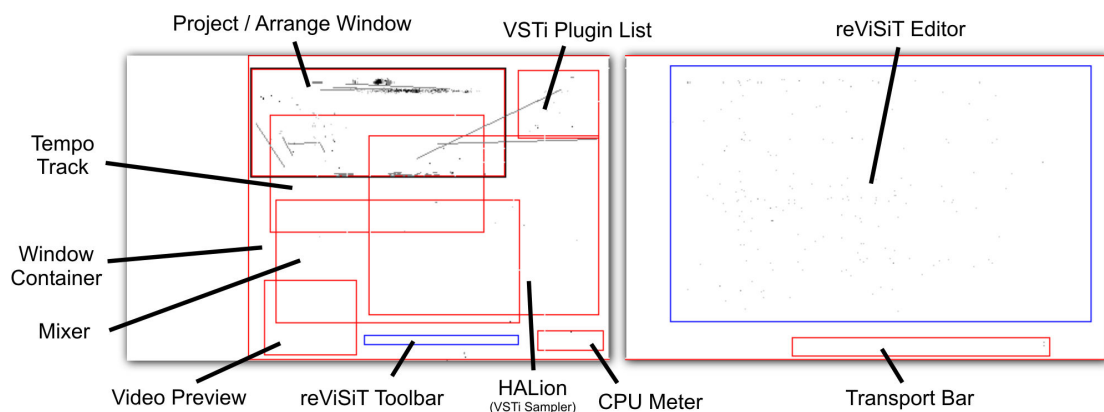 Project / Arrange Window
VSTi Plugin List
reViSiT Editor
Tempo
Track
Window
Container
Mixer
Video Preview
reViSiT Toolbar
HALion
(VSTi Sampler)
CPU Meter
Transport Bar